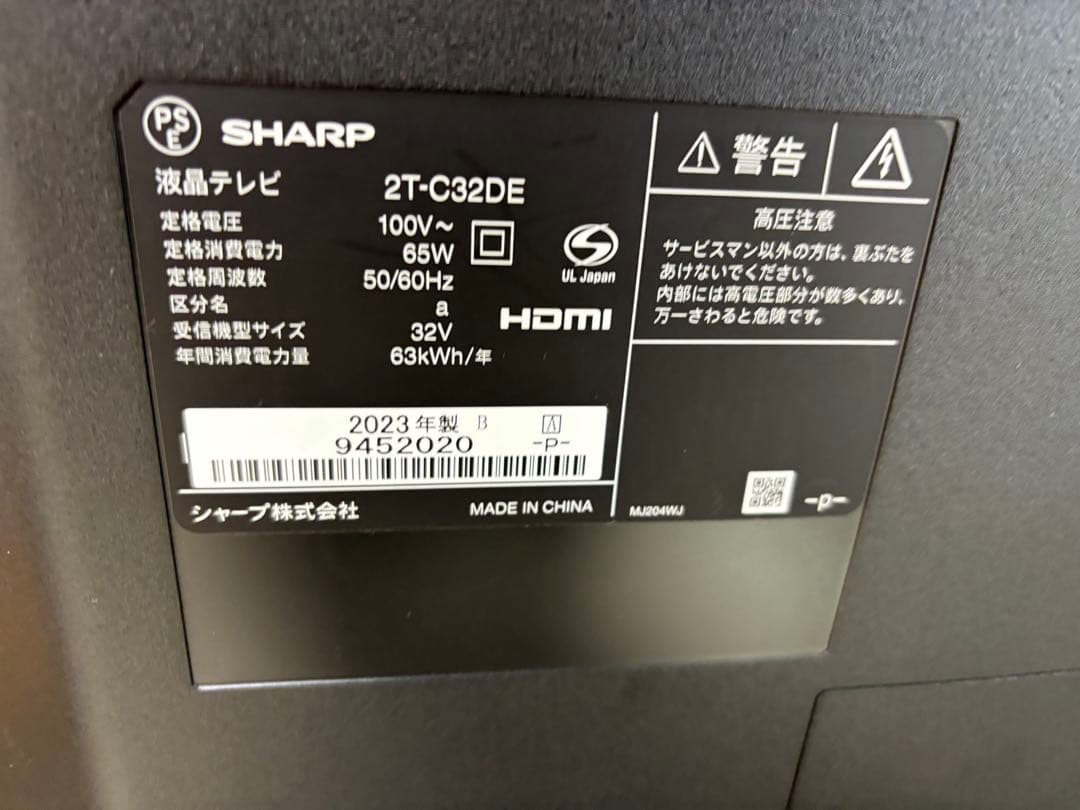 PSE SHARP
液晶テレビ 2T-C32DE
定格電圧 100V~
定格消費電力 65W
定格周波数 50/60Hz
区分名 a
受信機型サイズ 32V
年間消費電力量 63kWh/年
UL Japan
HDMI
2023年製 B A
9452020 -P-
シャープ株式会社 MADE IN CHINA
警告
高圧注意
サービスマン以外の方は、裏ぶたを
あけないでください。
内部には高電圧部分が数多くあり、
万一さわると危険です。
MJ204WJ -P-